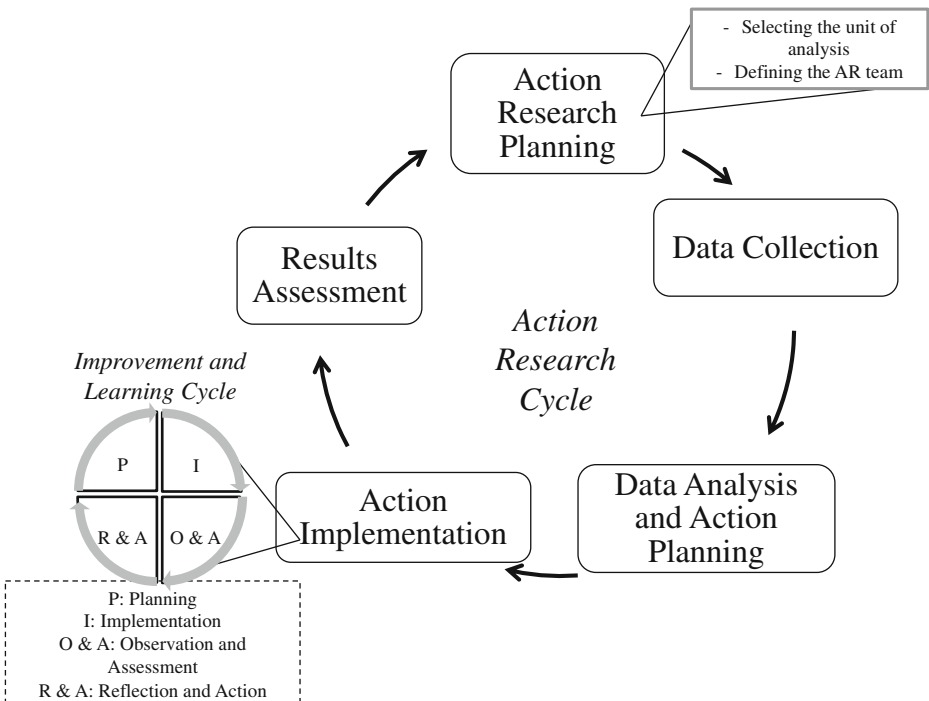 - Selecting the unit of
analysis
- Defining the AR team
Action
Research
Planning
Data Collection
Results
Assessment
Action
Research
Cycle
Improvement and
Learning Cycle
P
I
R & A
O & A
Action
Implementation
Data Analysis
and Action
Planning
P: Planning
I: Implementation
O & A: Observation and
Assessment
R & A: Reflection and Action